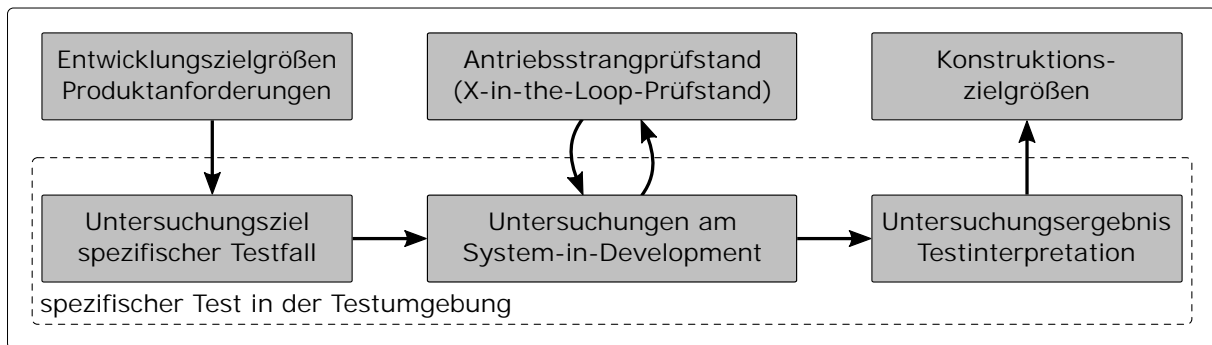 Entwicklungszielgrößen
Produktanforderungen
Antriebsstrangprüfstand
(X-in-the-Loop-Prüfstand)
Konstruktions-
zielgrößen
Untersuchungsziel
spezifischer Testfall
Untersuchungen am
System-in-Development
Untersuchungsergebnis
Testinterpretation
spezifischer Test in der Testumgebung